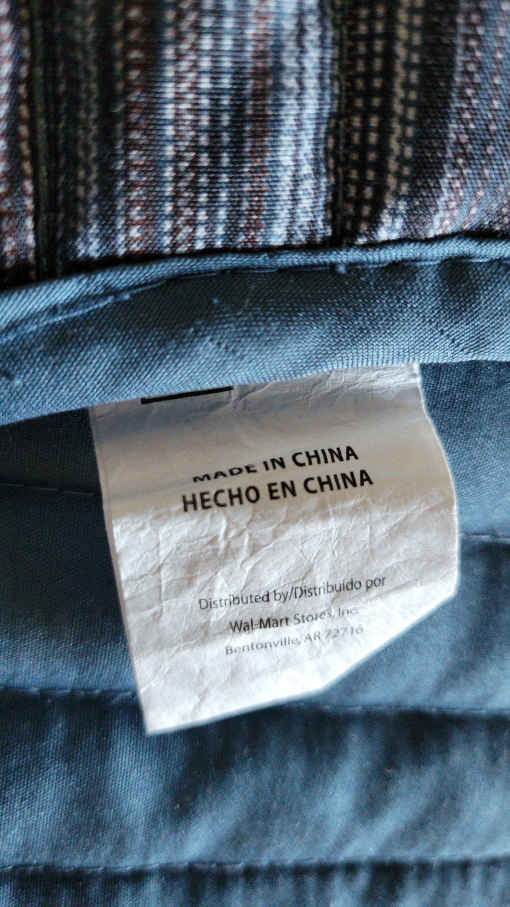 MADE IN CHINA
HECHO EN CHINA
Distributed by/Distribuido por
Wal-Mart Stores, Inc.
Bentonville, AR 72716